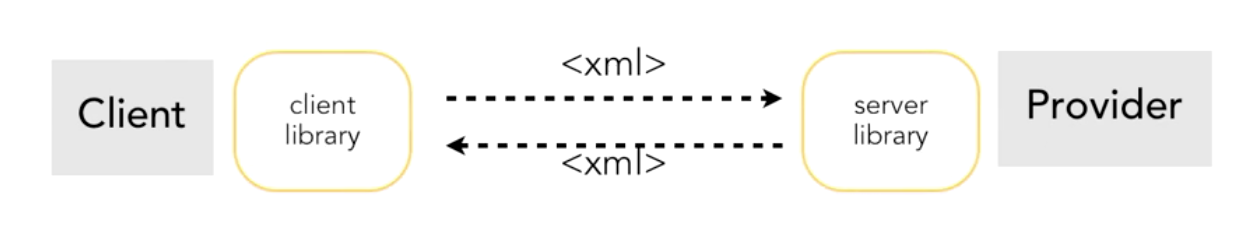 Client
client
library
<xml>
<xml>
server
library
Provider